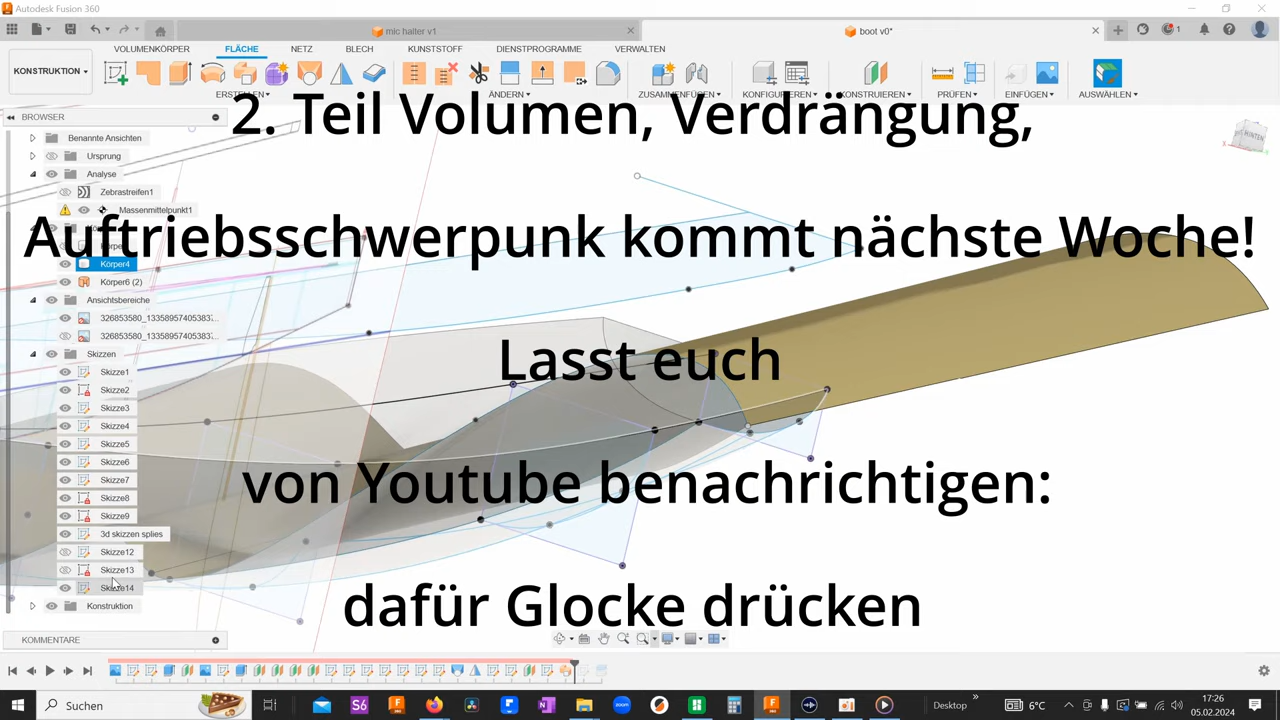 Autodesk Fusion 360
mic halter v1
boot v0*
1
VOLUMENKÖRPER
FLÄCHE
NETZ
BLECH
KUNSTSTOFF
DIENSTPROGRAMME
VERWALTEN
KONSTRUKTION
ERSTELLEN
ÄNDERN
ZUSAMMENFÜGEN
KONFIGURIEREN
KONSTRUIEREN
PRÜFEN
EINFÜGEN
AUSWÄHLEN
2. Teil Volumen, Verdrängung,
Auftriebsschwerpunk kommt nächste Woche!
Lasst euch
von Youtube benachrichtigen:
dafür Glocke drücken
BROWSER
Benannte Ansichten
Ursprung
Analyse
Zebrastreifen1
Massenmittelpunkt1
Körper4
Körper6 (2)
Ansichtsbereiche
326853580_13358957405383...
326853580_13358957405383...
Skizzen
Skizze1
Skizze2
Skizze3
Skizze4
Skizze5
Skizze6
Skizze7
Skizze8
Skizze9
3d skizzen splies
Skizze12
Skizze13
Skizze14
Konstruktion
KOMMENTARE
HINTEN
Suchen
Desktop
6°C
17:26
05.02.2024